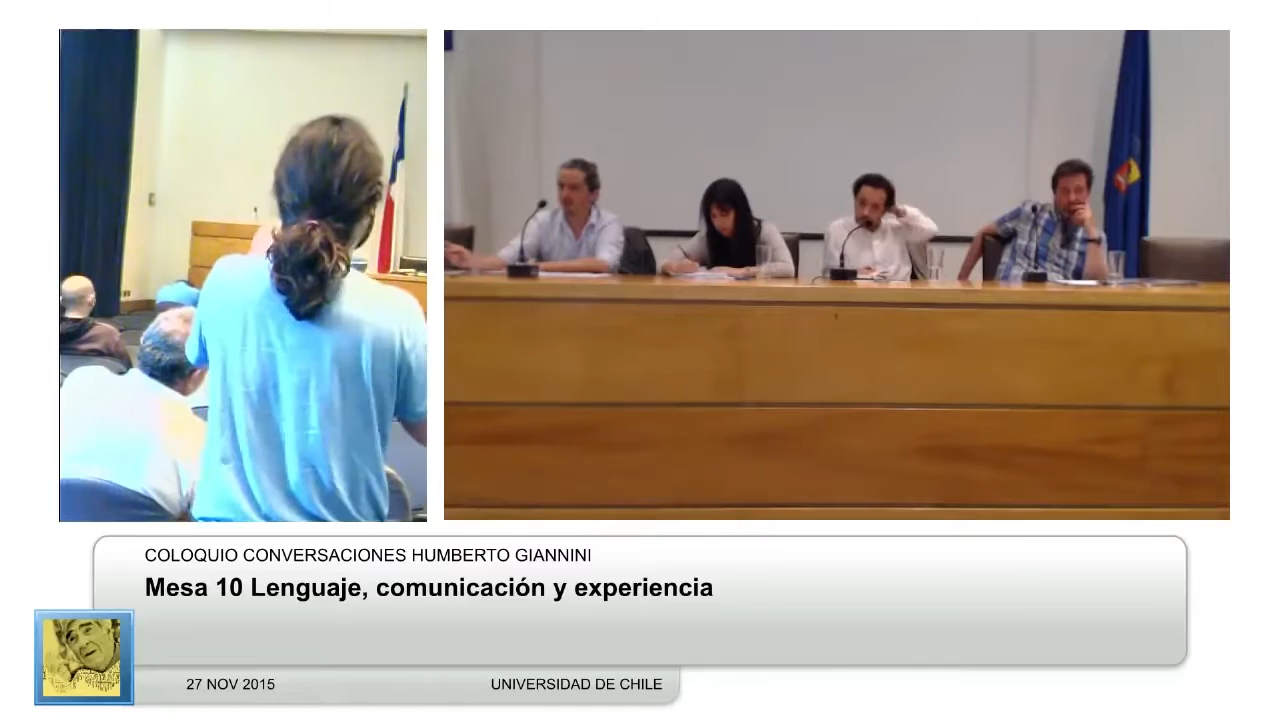 COLOQUIO CONVERSACIONES HUMBERTO GIANNINI
Mesa 10 Lenguaje, comunicación y experiencia
27 NOV 2015
UNIVERSIDAD DE CHILE